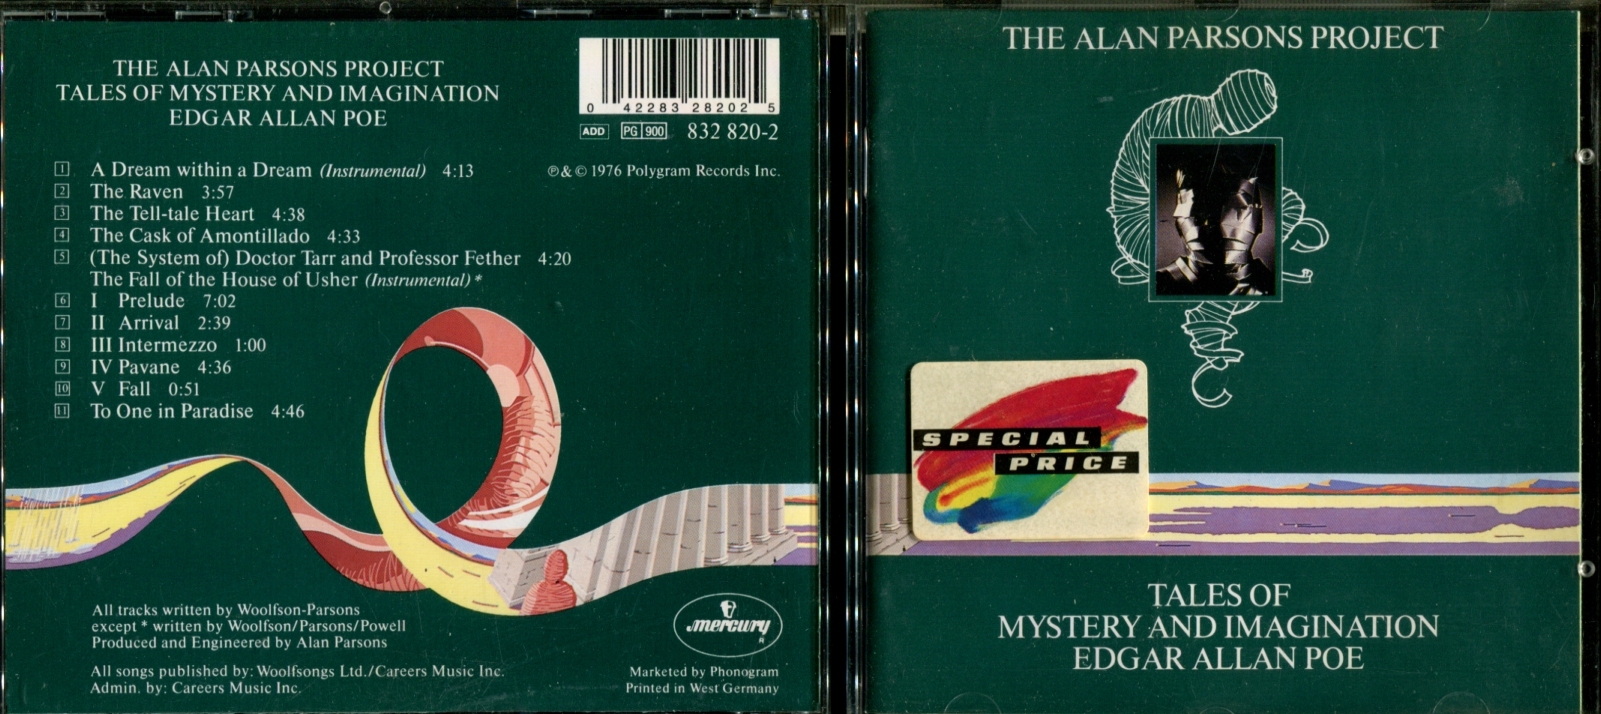 THE ALAN PARSONS PROJECT
TALES OF MYSTERY AND IMAGINATION
EDGAR ALLAN POE
0 42283 28202 5
ADD PG 900 832 820-2
℗ & © 1976 Polygram Records Inc.
1 A Dream within a Dream (Instrumental) 4:13
2 The Raven 3:57
3 The Tell-tale Heart 4:38
4 The Cask of Amontillado 4:33
5 (The System of) Doctor Tarr and Professor Fether 4:20
The Fall of the House of Usher (Instrumental)*
6 I Prelude 7:02
7 II Arrival 2:39
8 III Intermezzo 1:00
9 IV Pavane 4:36
10 V Fall 0:51
11 To One in Paradise 4:46
All tracks written by Woolfson-Parsons
except * written by Woolfson/Parsons/Powell
Produced and Engineered by Alan Parsons
All songs published by: Woolfsongs Ltd./Careers Music Inc.
Admin. by: Careers Music Inc.
mercury
R
Marketed by Phonogram
Printed in West Germany
THE ALAN PARSONS PROJECT
SPECIAL
PRICE
TALES OF
MYSTERY AND IMAGINATION
EDGAR ALLAN POE